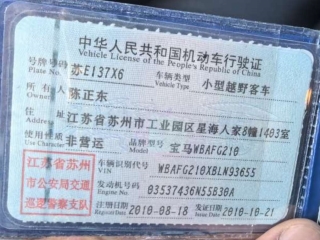 中华人民共和国机动车行驶证
Vehicle License of the People's Republic of China
号牌号码 苏E137X6 车辆类型 小型越野客车
Plate No. Vehicle Type
所有人 陈正东
Owner
住址 江苏省苏州市工业园区星海人家8幢1403室
Address
使用性质 非营运 品牌型号 宝马WBAFG210
Use Character Model
江苏省苏州市公安局交通巡逻警察支队
车辆识别代号 WBAFG210XBLN93655
VIN
发动机号码 03537436N55B30A
Engine No.
注册日期 2010-08-18 发证日期 2010-10-21
Register Date Issue Date